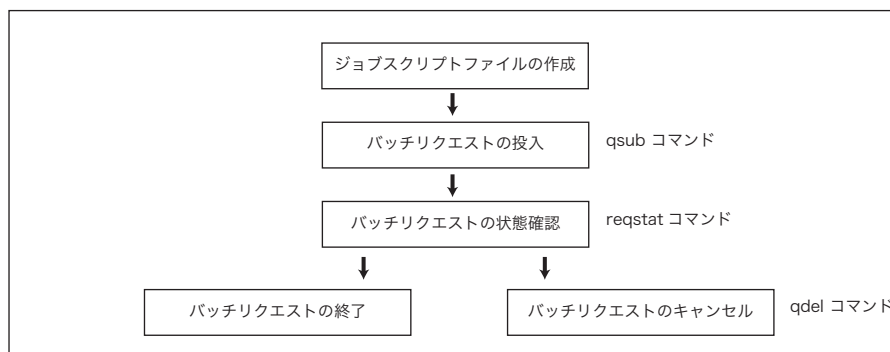 ジョブスクリプトファイルの作成
バッチリクエストの投入
qsub コマンド
バッチリクエストの状態確認
reqstat コマンド
バッチリクエストの終了
バッチリクエストのキャンセル
qdel コマンド